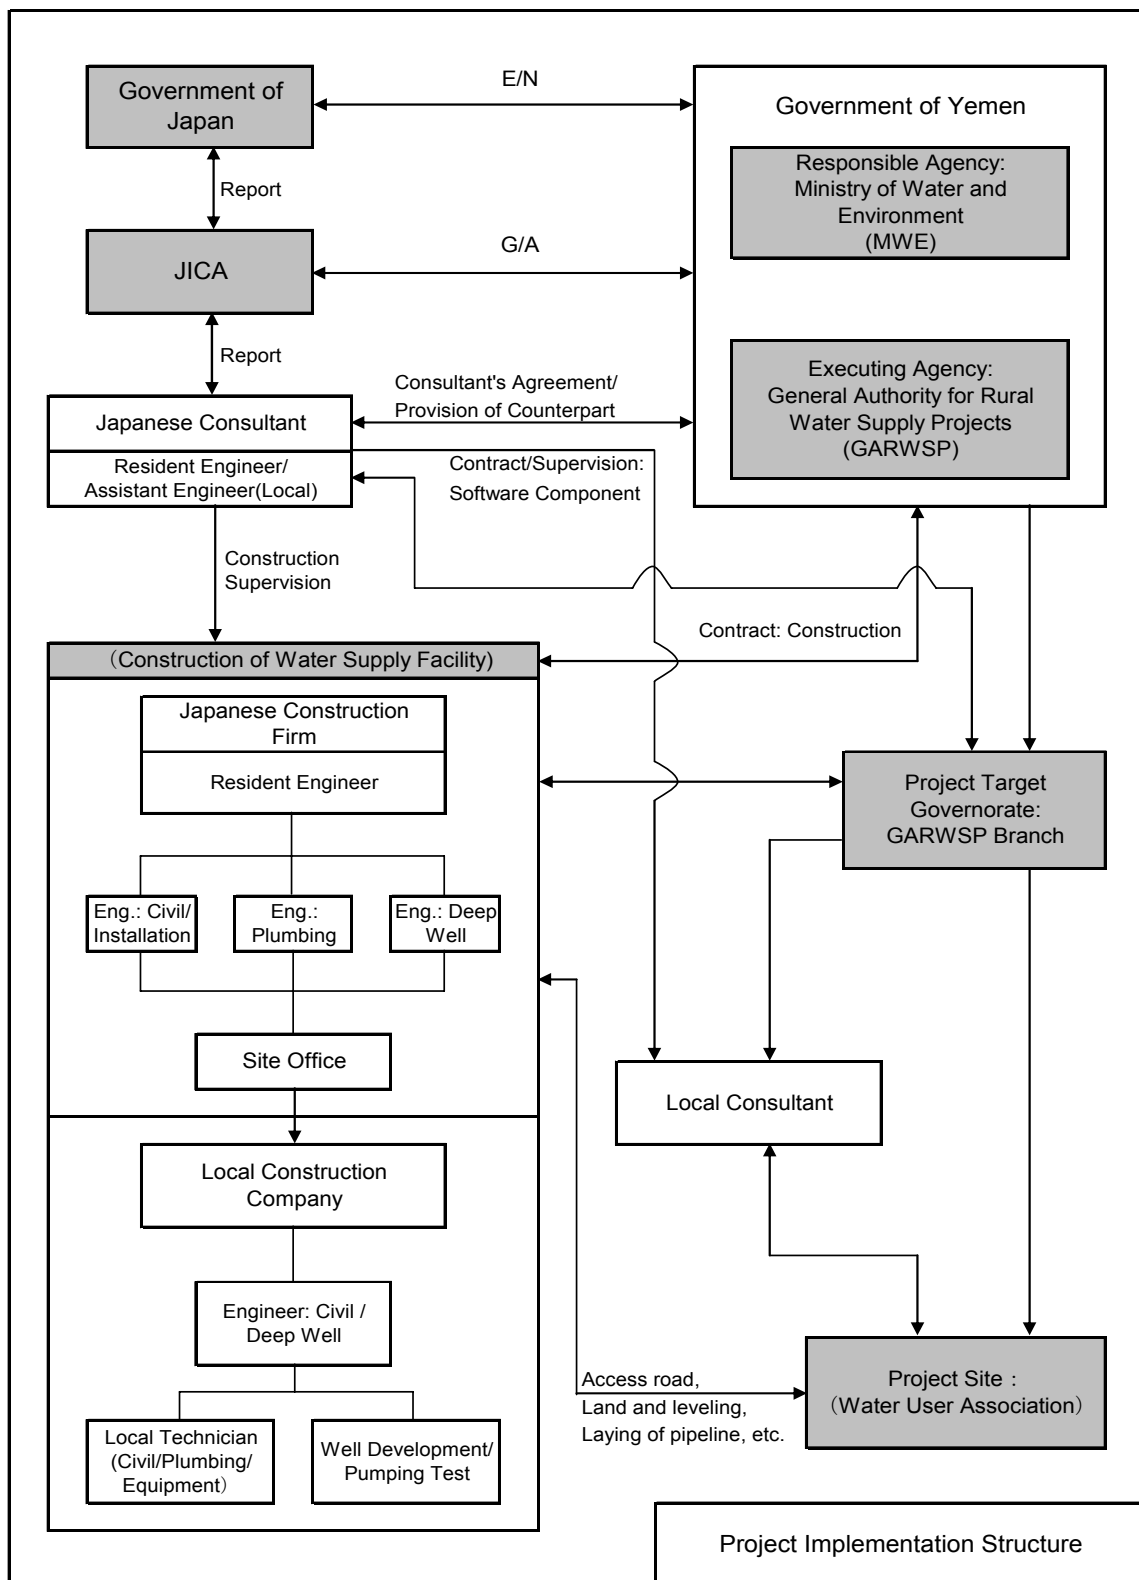 Government of
Japan
E/N
Government of Yemen
Responsible Agency:
Ministry of Water and
Environment
(MWE)
Report
JICA
G/A
Report
Executing Agency:
General Authority for Rural
Water Supply Projects
(GARWSP)
Consultant's Agreement/
Provision of Counterpart
Japanese Consultant
Resident Engineer/
Assistant Engineer(Local)
Contract/Supervision:
Software Component
Construction
Supervision
Contract: Construction
（Construction of Water Supply Facility)
Japanese Construction
Firm
Resident Engineer
Project Target
Governorate:
GARWSP Branch
Eng.: Civil/
Installation
Eng.:
Plumbing
Eng.: Deep
Well
Site Office
Local Consultant
Local Construction
Company
Engineer: Civil /
Deep Well
Access road,
Land and leveling,
Laying of pipeline, etc.
Project Site：
（Water User Association）
Local Technician
(Civil/Plumbing/
Equipment）
Well Development/
Pumping Test
Project Implementation Structure